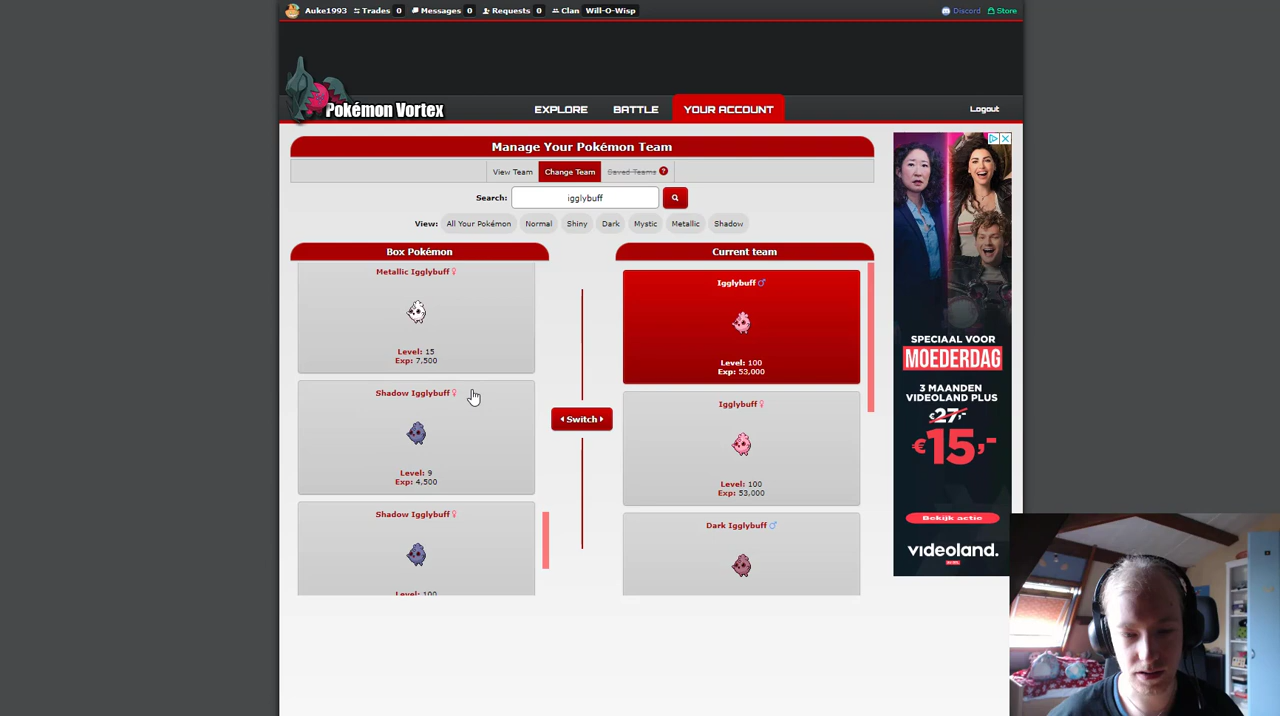 Auke1993 Trades 0 Messages 0 Requests 0 Clan Will-O-Wisp Discord Store
Pokémon Vortex EXPLORE BATTLE YOUR ACCOUNT Logout
Manage Your Pokémon Team
View Team Change Team Saved Teams ?
Search: igglybuff
View: All Your Pokémon Normal Shiny Dark Mystic Metallic Shadow
Box Pokémon
Metallic Igglybuff♀
Level: 15
Exp: 7,500
Shadow Igglybuff♀
Level: 9
Exp: 4,500
Shadow Igglybuff♀
Level: 100
Switch
Current team
Igglybuff♂
Level: 100
Exp: 53,000
Igglybuff♀
Level: 100
Exp: 53,000
Dark Igglybuff♂
SPECIAAL VOOR
MOEDERDAG
3 MAANDEN
VIDEOLAND PLUS
€27,-
€15,-
Bekijk actie
videoland.